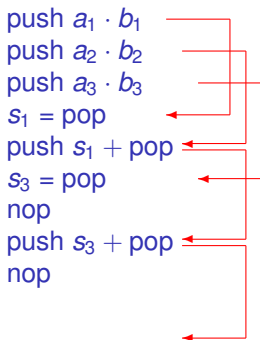 push a₁ · b₁
push a₂ · b₂
push a₃ · b₃
s₁ = pop
push s₁ + pop
s₃ = pop
nop
push s₃ + pop
nop